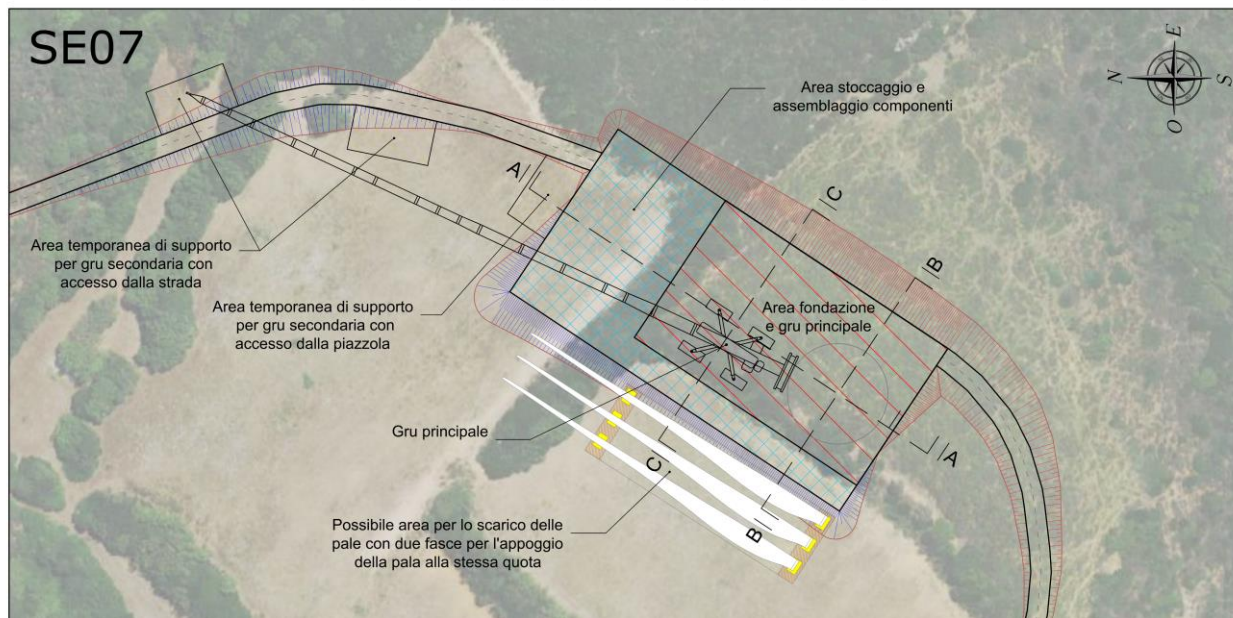 SE07
E
N
S
O
Area stoccaggio e
assemblaggio componenti
A
C
B
Area temporanea di supporto
per gru secondaria con
accesso dalla strada
Area temporanea di supporto
per gru secondaria con
accesso dalla piazzola
Area fondazione
e gru principale
Gru principale
C
A
B
Possibile area per lo scarico delle
pale con due fasce per l'appoggio
della pala alla stessa quota